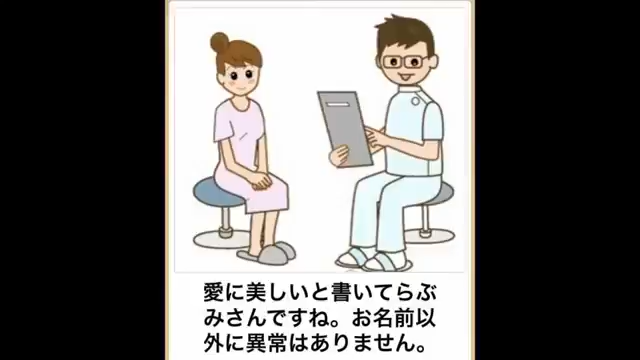 愛に美しいと書いてらぶ
みさんですね。お名前以
外に異常はありません。